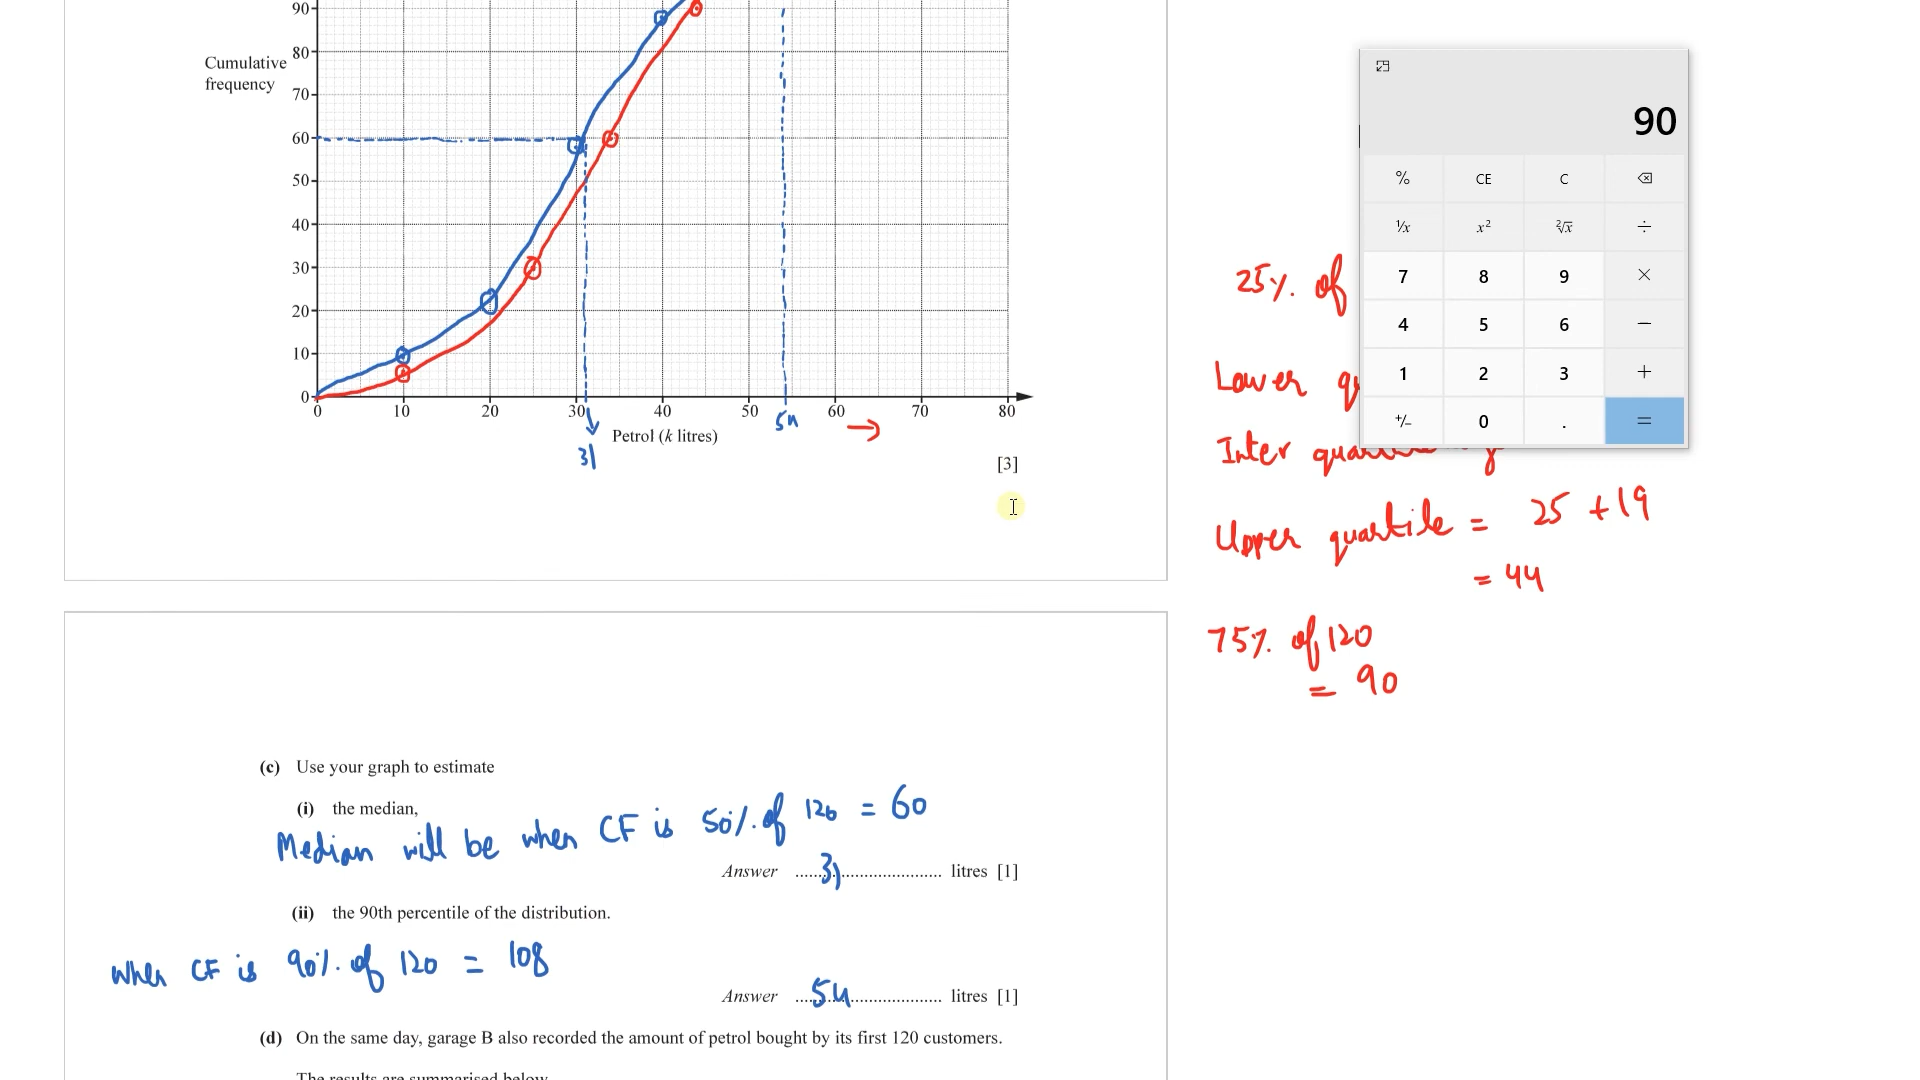 90
80
Cumulative
frequency
70
60
50
40
30
20
10
0
0 10 20 30 40 50 60 70 80
54
Petrol (k litres)
31
[3]
(c) Use your graph to estimate
(i) the median,
Median will be when CF is 50%. of 120 = 60
Answer ......31...................... litres [1]
(ii) the 90th percentile of the distribution.
When CF is 90%. of 120 = 108
Answer ......54...................... litres [1]
(d) On the same day, garage B also recorded the amount of petrol bought by its first 120 customers.
The results are summarised below
90
% CE C ⌫
¹/x x² ²√x ÷
7 8 9 ×
4 5 6 −
1 2 3 +
+/− 0 . =
25%. of
Lower
Inter
Upper quartile = 25 + 19
= 44
75%. of 120
= 90